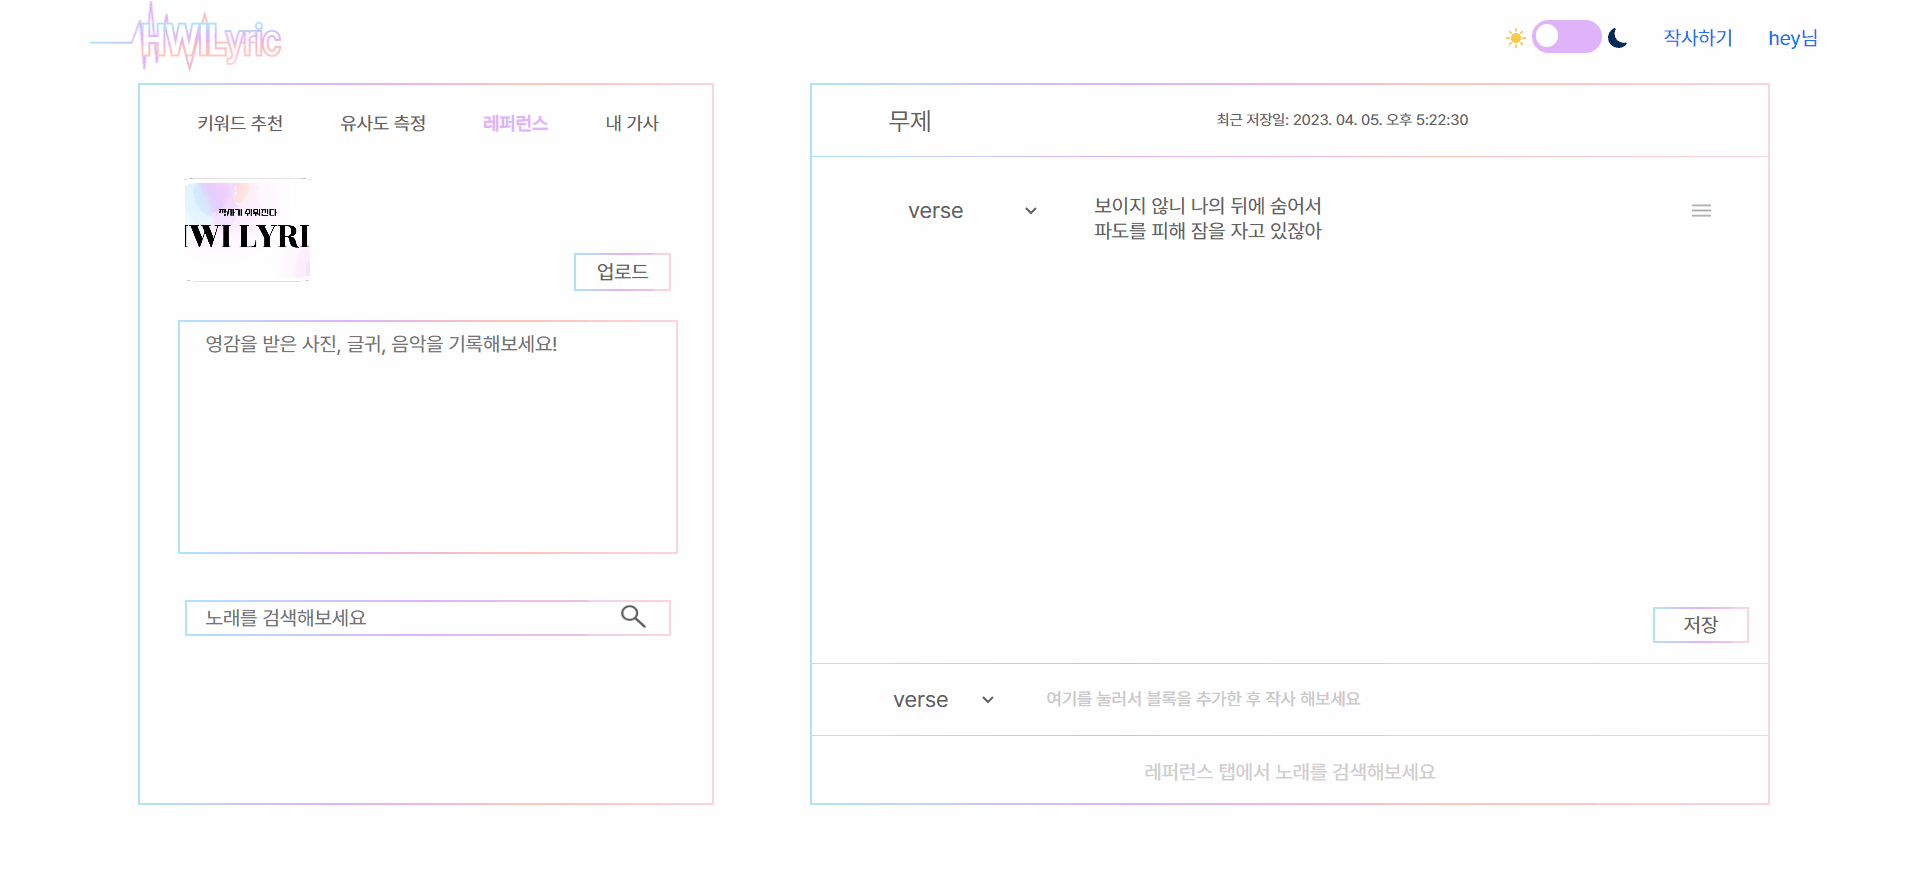 HWILyric
작사하기
hey님
키워드 추천
유사도 측정
레퍼런스
내 가사
작사가 쉬워진다
WI LYRI
업로드
영감을 받은 사진, 글귀, 음악을 기록해보세요!
노래를 검색해보세요
무제
최근 저장일: 2023. 04. 05. 오후 5:22:30
verse
보이지 않니 나의 뒤에 숨어서
파도를 피해 잠을 자고 있잖아
저장
verse
여기를 눌러서 블록을 추가한 후 작사 해보세요
레퍼런스 탭에서 노래를 검색해보세요